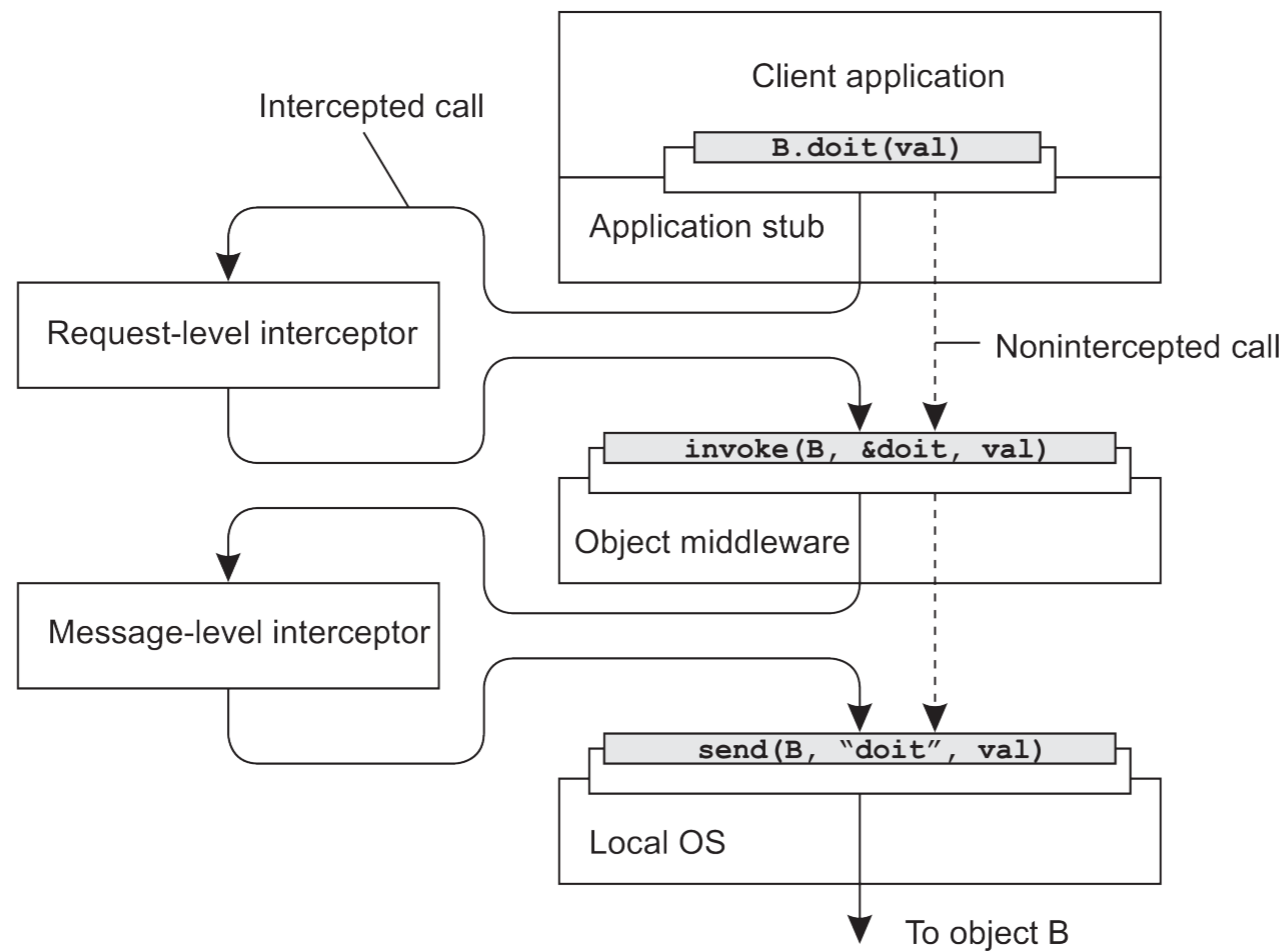 Client application
Intercepted call
B.doit(val)
Application stub
Request-level interceptor
Nonintercepted call
invoke(B, &doit, val)
Object middleware
Message-level interceptor
send(B, “doit”, val)
Local OS
To object B